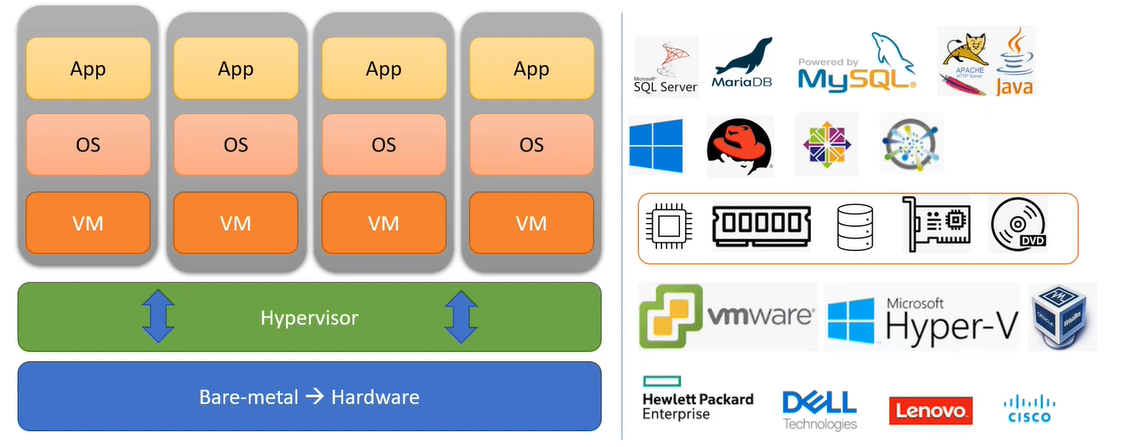 App
App
App
App
OS
OS
OS
OS
VM
VM
VM
VM
Hypervisor
Bare-metal → Hardware
Microsoft
SQL Server
MariaDB
Powered by
MySQL®
APACHE
HTTP Server
Java
DVD
vmware®
Microsoft
Hyper-V
VM
ORACLE
VirtualBox
Hewlett Packard
Enterprise
DELL
Technologies
Lenovo
CISCO